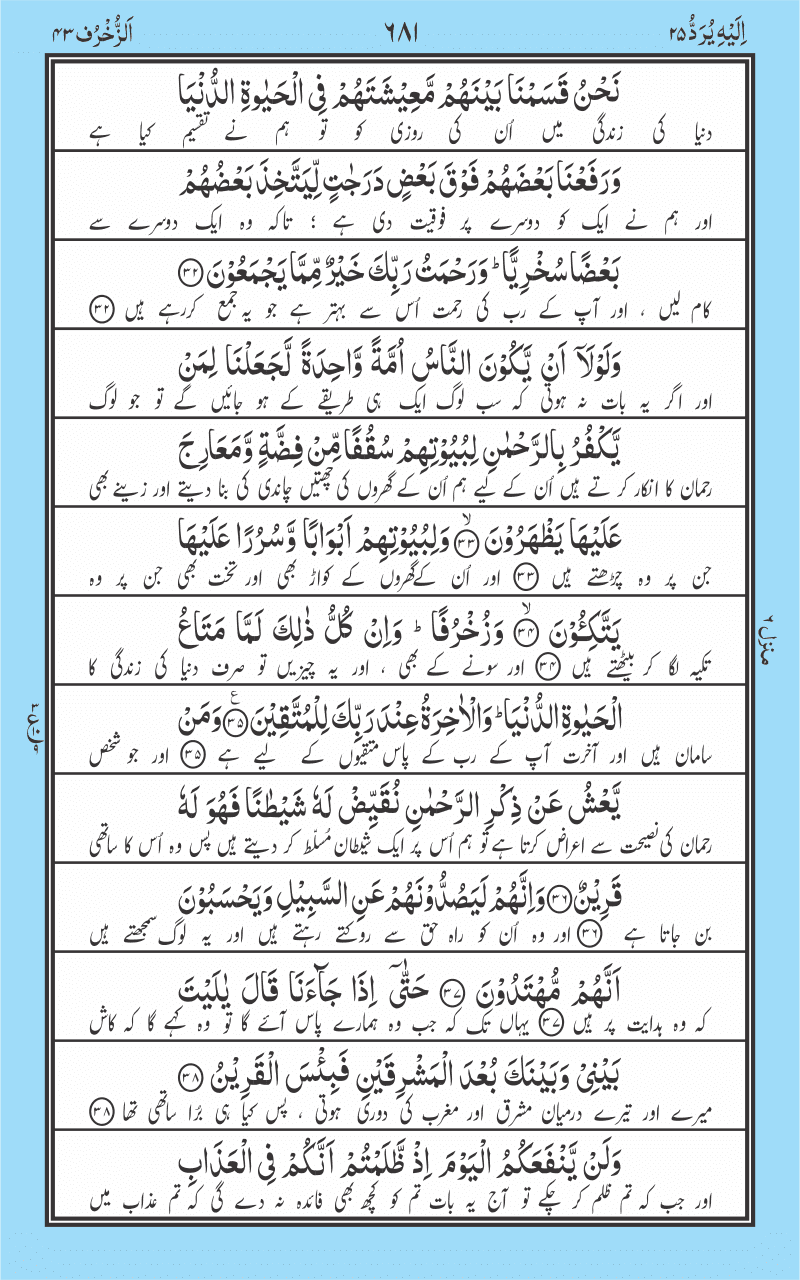 اِلَيْهِ يُرَدُّ ۲۵
۶۸۱
اَلزُّخْرُف ۴۳
نَحْنُ قَسَمْنَا بَيْنَهُمْ مَّعِيْشَتَهُمْ فِى الْحَيٰوةِ الدُّنْيَا
دنیا کی زندگی میں اُن کی روزی کو تو ہم نے تقسیم کیا ہے
وَرَفَعْنَا بَعْضَهُمْ فَوْقَ بَعْضٍ دَرَجٰتٍ لِّيَتَّخِذَ بَعْضُهُمْ
اور ہم نے ایک کو دوسرے پر فوقیت دی ہے ؛ تاکہ وہ ایک دوسرے سے
بَعْضًا سُخْرِيًّا ؕ وَرَحْمَتُ رَبِّكَ خَيْرٌ مِّمَّا يَجْمَعُوْنَ ۳۲
کام لیں ، اور آپ کے رب کی رحمت اُس سے بہتر ہے جو یہ جمع کررہے ہیں ۳۲
وَلَوْلَاۤ اَنْ يَّكُوْنَ النَّاسُ اُمَّةً وَّاحِدَةً لَّجَعَلْنَا لِمَنْ
اور اگر یہ بات نہ ہوتی کہ سب لوگ ایک ہی طریقے کے ہو جائیں گے تو جو لوگ
يَّكْفُرُ بِالرَّحْمٰنِ لِبُيُوْتِهِمْ سُقُفًا مِّنْ فِضَّةٍ وَّمَعَارِجَ
رحمان کا انکار کر تے ہیں اُن کے لیے ہم اُن کے گھروں کی چھتیں چاندی کی بنا دیتے اور زینے بھی
عَلَيْهَا يَظْهَرُوْنَ ۙ ۳۳ وَلِبُيُوْتِهِمْ اَبْوَابًا وَّسُرُرًا عَلَيْهَا
جن پر وہ چڑھتے ہیں ۳۳ اور اُن کے گھروں کے کواڑ بھی اور تخت بھی جن پر وہ
يَتَّكِـُٔوْنَ ۙ ۳۴ وَزُخْرُفًا ؕ وَاِنْ كُلُّ ذٰلِكَ لَمَّا مَتَاعُ
تکیہ لگا کر بیٹھتے ہیں ۳۴ اور سونے کے بھی ، اور یہ چیزیں تو صرف دنیا کی زندگی کا
الْحَيٰوةِ الدُّنْيَا ؕ وَالْاٰخِرَةُ عِنْدَ رَبِّكَ لِلْمُتَّقِيْنَ ۳۵ ع وَمَنْ
سامان ہیں اور آخرت آپ کے رب کے پاس متقیوں کے لیے ہے ۳۵ اور جو شخص
يَّعْشُ عَنْ ذِكْرِ الرَّحْمٰنِ نُقَيِّضْ لَهٗ شَيْطٰنًا فَهُوَ لَهٗ
رحمان کی نصیحت سے اعراض کرتا ہے تو ہم اُس پر ایک شیطان مُسلّط کر دیتے ہیں پس وہ اُس کا ساتھی
قَرِيْنٌ ۳۶ وَاِنَّهُمْ لَيَصُدُّوْنَهُمْ عَنِ السَّبِيْلِ وَيَحْسَبُوْنَ
بن جاتا ہے ۳۶ اور وہ اُن کو راہ حق سے روکتے رہتے ہیں اور یہ لوگ سمجھتے ہیں
اَنَّهُمْ مُّهْتَدُوْنَ ۳۷ حَتّٰٓى اِذَا جَآءَنَا قَالَ يٰلَيْتَ
کہ وہ ہدایت پر ہیں ۳۷ یہاں تک کہ جب وہ ہمارے پاس آئے گا تو وہ کہے گا کہ کاش
بَيْنِىْ وَبَيْنَكَ بُعْدَ الْمَشْرِقَيْنِ فَبِئْسَ الْقَرِيْنُ ۳۸
میرے اور تیرے درمیان مشرق اور مغرب کی دوری ہوتی ، پس کیا ہی بُرا ساتھی تھا ۳۸
وَلَنْ يَّنْفَعَكُمُ الْيَوْمَ اِذْ ظَّلَمْتُمْ اَنَّكُمْ فِى الْعَذَابِ
اور جب کہ تم ظلم کر چکے تو آج یہ بات تم کو کچھ بھی فائدہ نہ دے گی کہ تم عذاب میں
منزل ۶